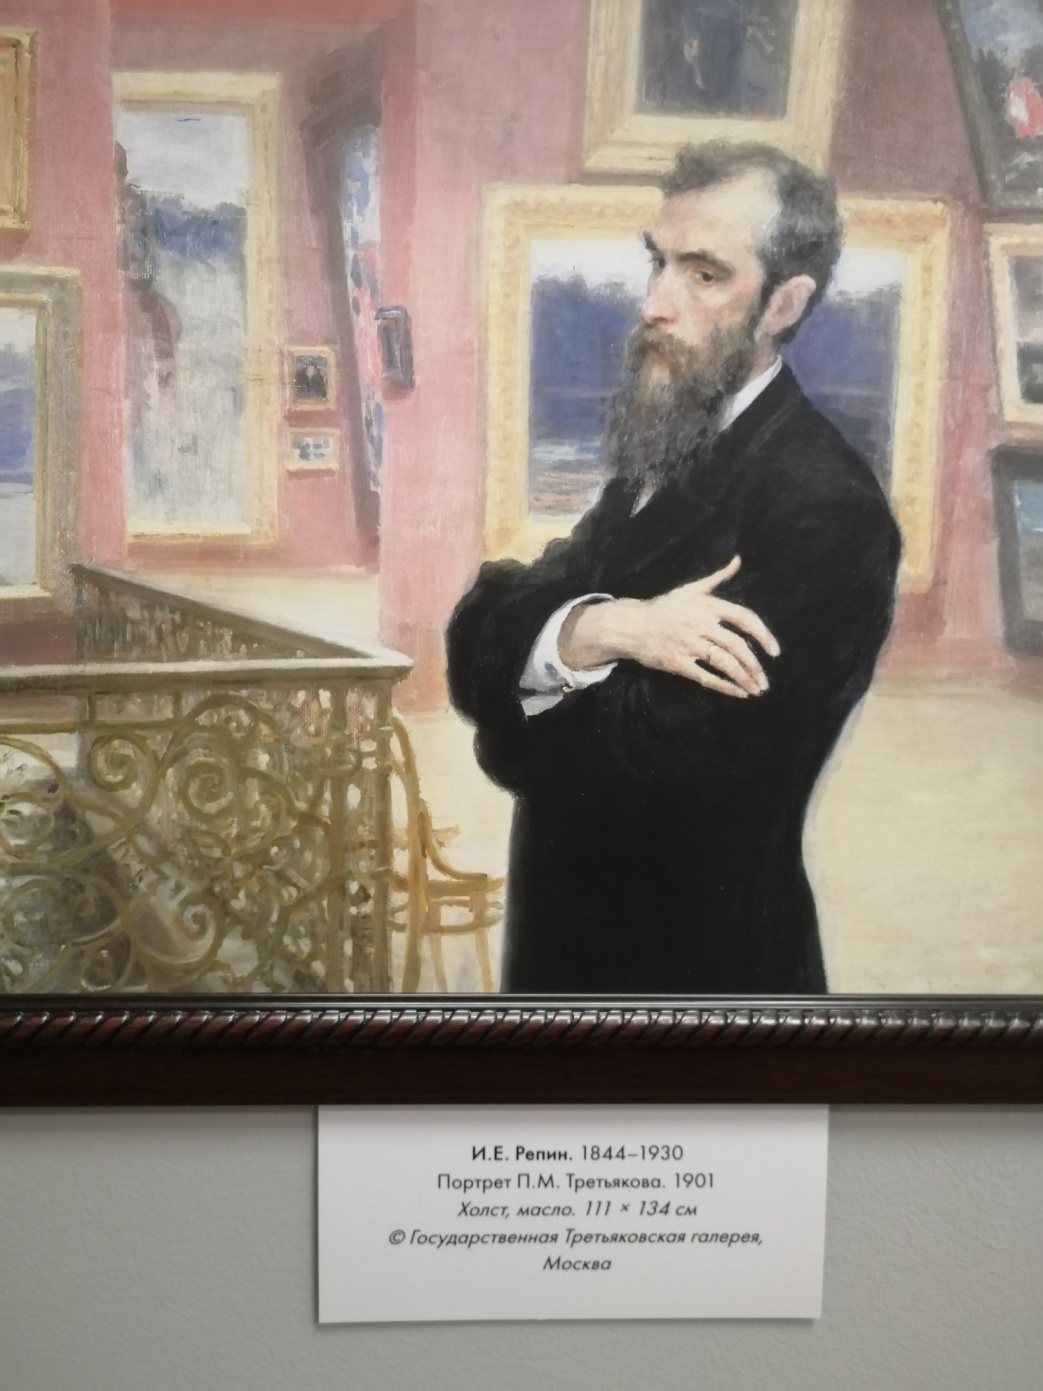 И.Е. Репин. 1844–1930
Портрет П.М. Третьякова. 1901
Холст, масло. 111 × 134 см
© Государственная Третьяковская галерея,
Москва